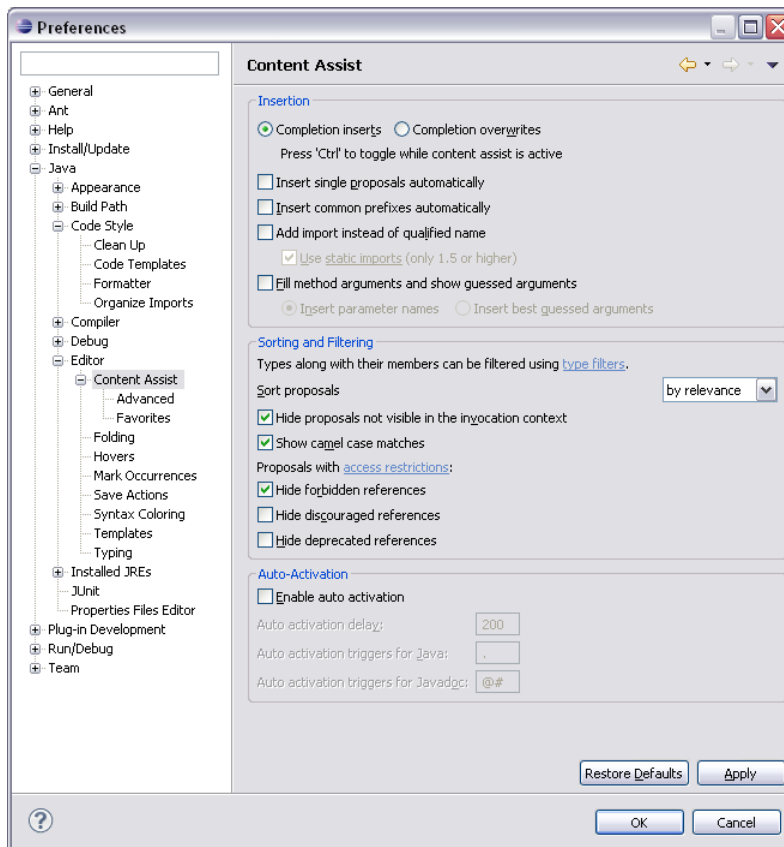 Preferences
Content Assist
General
Ant
Help
Install/Update
Java
Appearance
Build Path
Code Style
Clean Up
Code Templates
Formatter
Organize Imports
Compiler
Debug
Editor
Content Assist
Advanced
Favorites
Folding
Hovers
Mark Occurrences
Save Actions
Syntax Coloring
Templates
Typing
Installed JREs
JUnit
Properties Files Editor
Plug-in Development
Run/Debug
Team
Insertion
Completion inserts Completion overwrites
Press 'Ctrl' to toggle while content assist is active
Insert single proposals automatically
Insert common prefixes automatically
Add import instead of qualified name
Use static imports (only 1.5 or higher)
Fill method arguments and show guessed arguments
Insert parameter names Insert best guessed arguments
Sorting and Filtering
Types along with their members can be filtered using type filters.
Sort proposals by relevance
Hide proposals not visible in the invocation context
Show camel case matches
Proposals with access restrictions:
Hide forbidden references
Hide discouraged references
Hide deprecated references
Auto-Activation
Enable auto activation
Auto activation delay: 200
Auto activation triggers for Java: .
Auto activation triggers for Javadoc: @#
Restore Defaults Apply
? OK Cancel